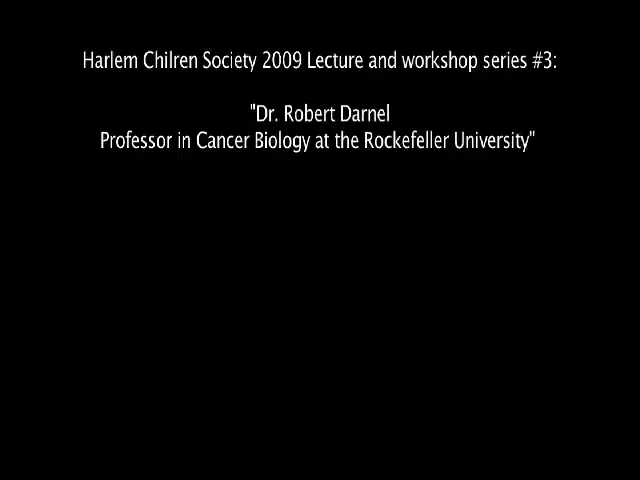 Harlem Chilren Society 2009 Lecture and workshop series #3:
"Dr. Robert Darnel
Professor in Cancer Biology at the Rockefeller University"